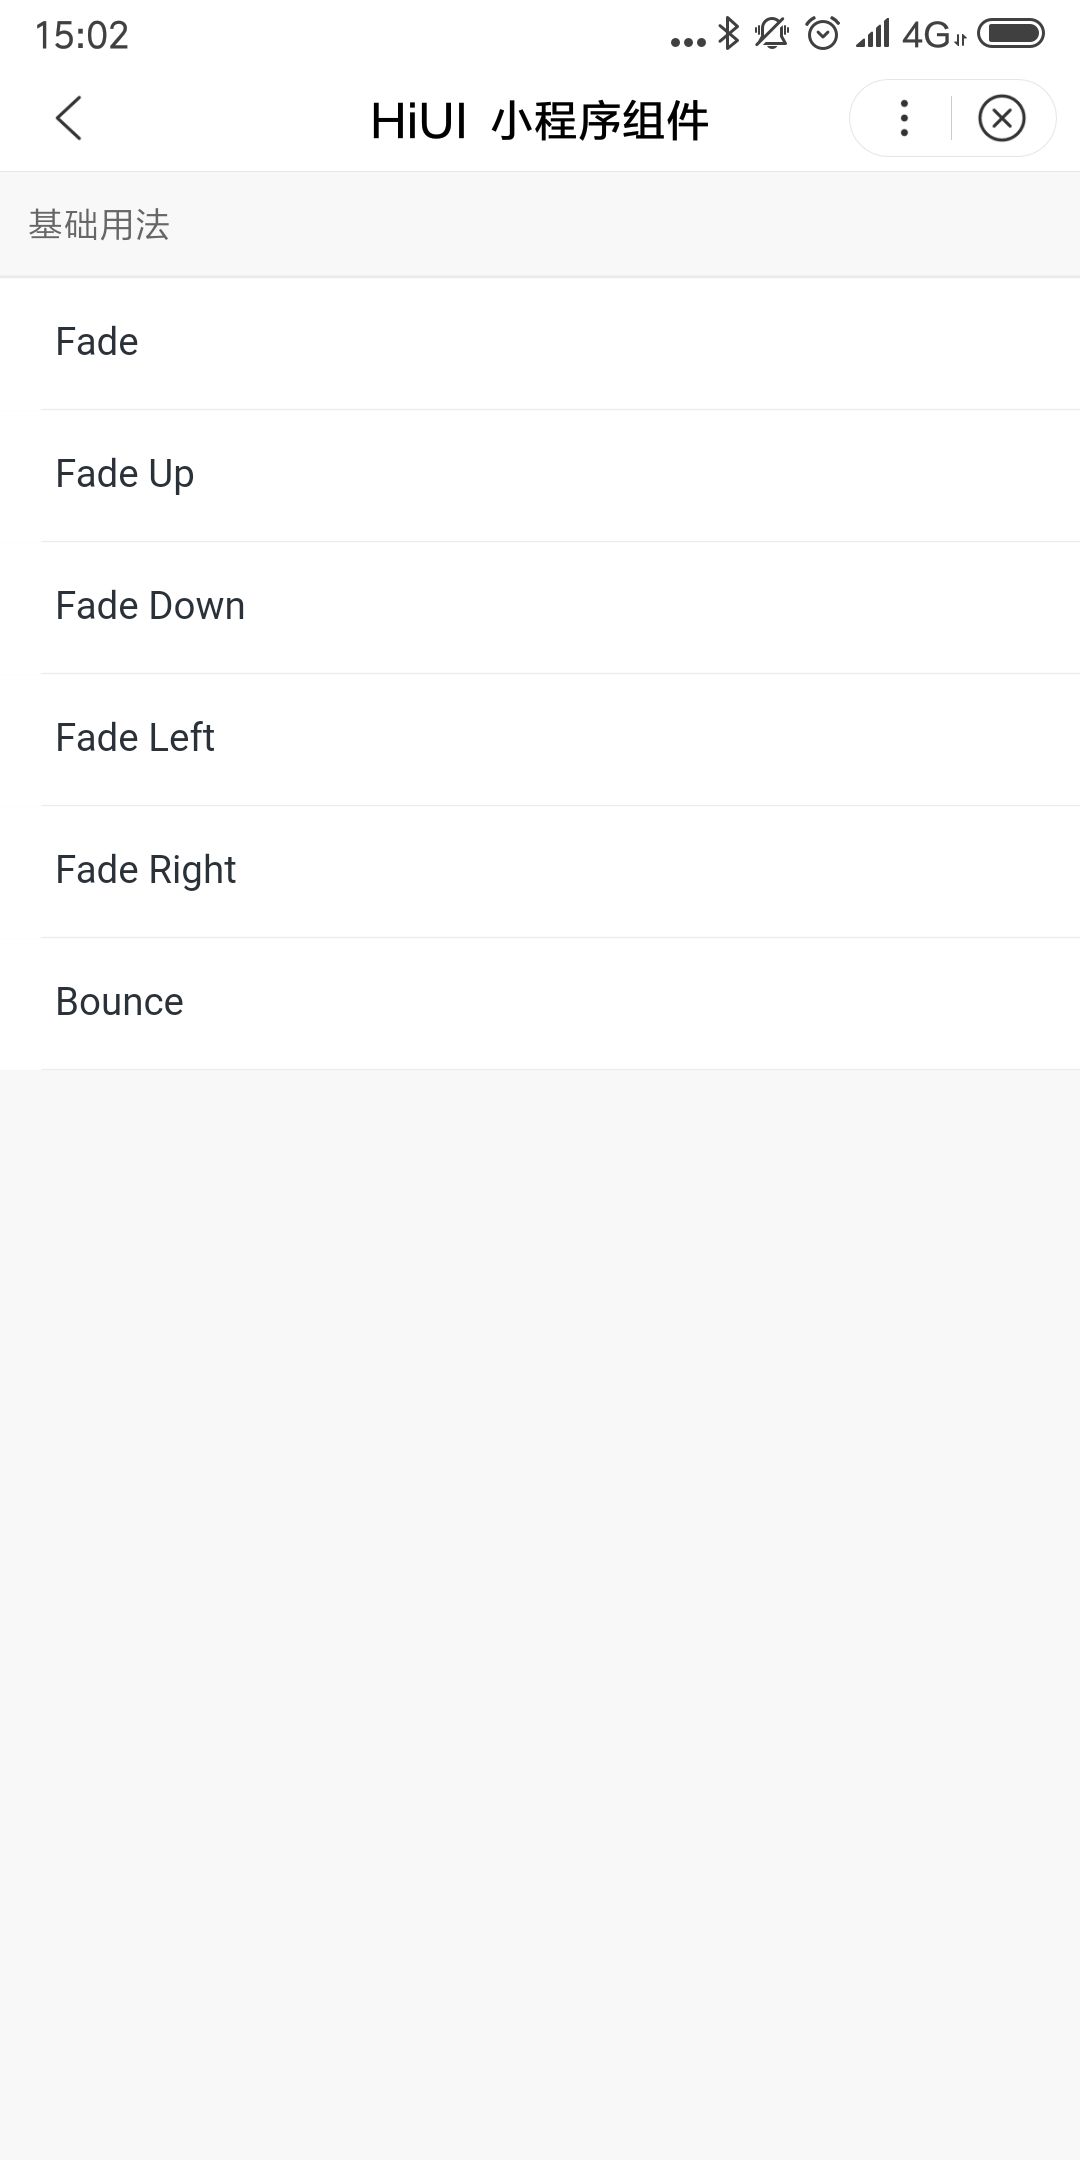 15:02
4G
HiUI 小程序组件
基础用法
Fade
Fade Up
Fade Down
Fade Left
Fade Right
Bounce